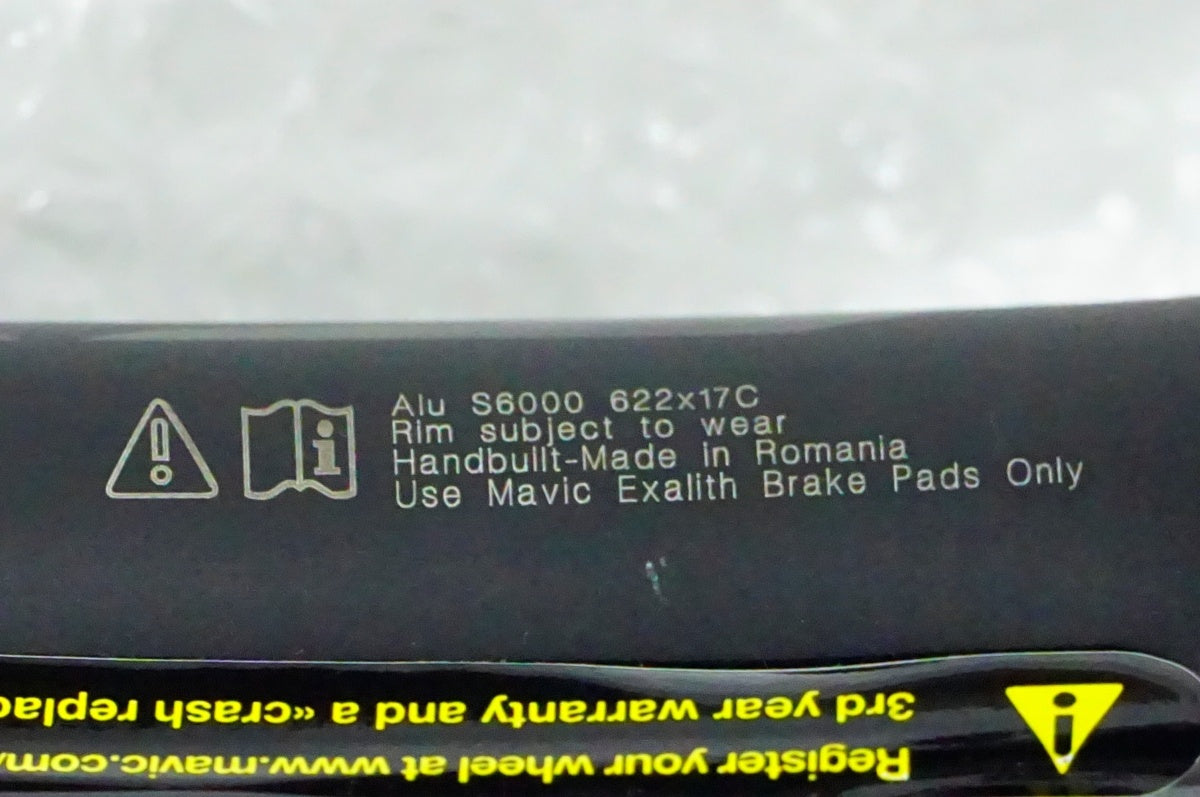 Alu S6000 622x17C
Rim subject to wear
Handbuilt-Made in Romania
Use Mavic Exalith Brake Pads Only
Register your wheel at www.mavic.com/
3rd year warranty and a «crash replac